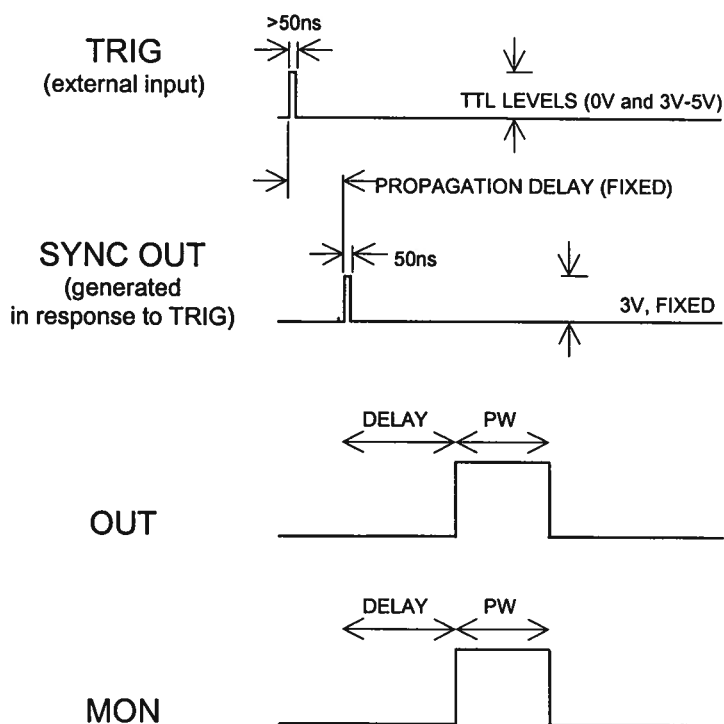 >50ns
TRIG
(external input)
TTL LEVELS (0V and 3V-5V)
PROPAGATION DELAY (FIXED)
SYNC OUT
(generated
in response to TRIG)
50ns
3V, FIXED
DELAY PW
OUT
DELAY PW
MON